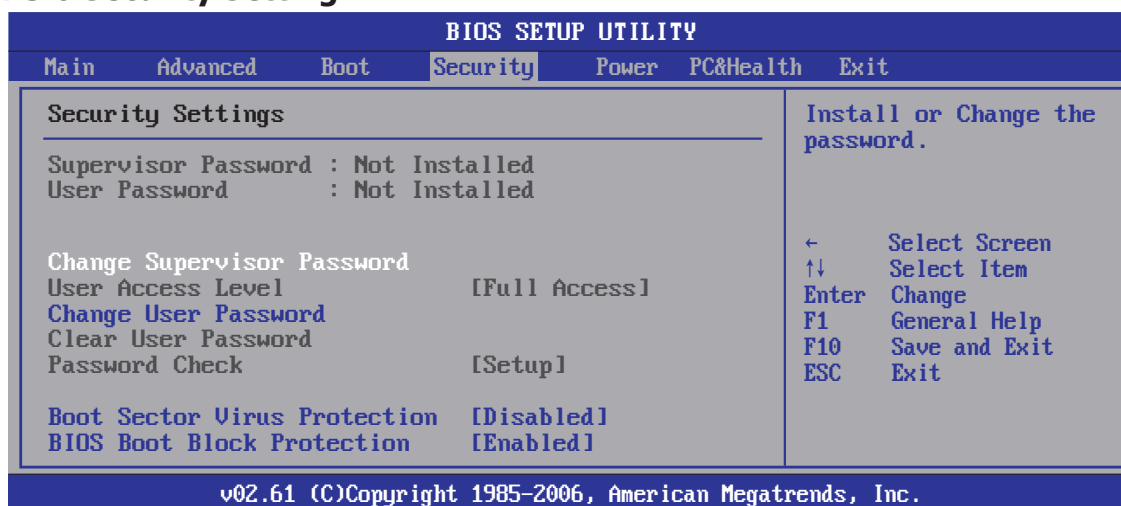 BIOS SETUP UTILITY
Main Advanced Boot Security Power PC&Health Exit
Security Settings
Supervisor Password : Not Installed
User Password : Not Installed
Change Supervisor Password
User Access Level [Full Access]
Change User Password
Clear User Password
Password Check [Setup]
Boot Sector Virus Protection [Disabled]
BIOS Boot Block Protection [Enabled]
Install or Change the
password.
← Select Screen
↑↓ Select Item
Enter Change
F1 General Help
F10 Save and Exit
ESC Exit
v02.61 (C)Copyright 1985-2006, American Megatrends, Inc.